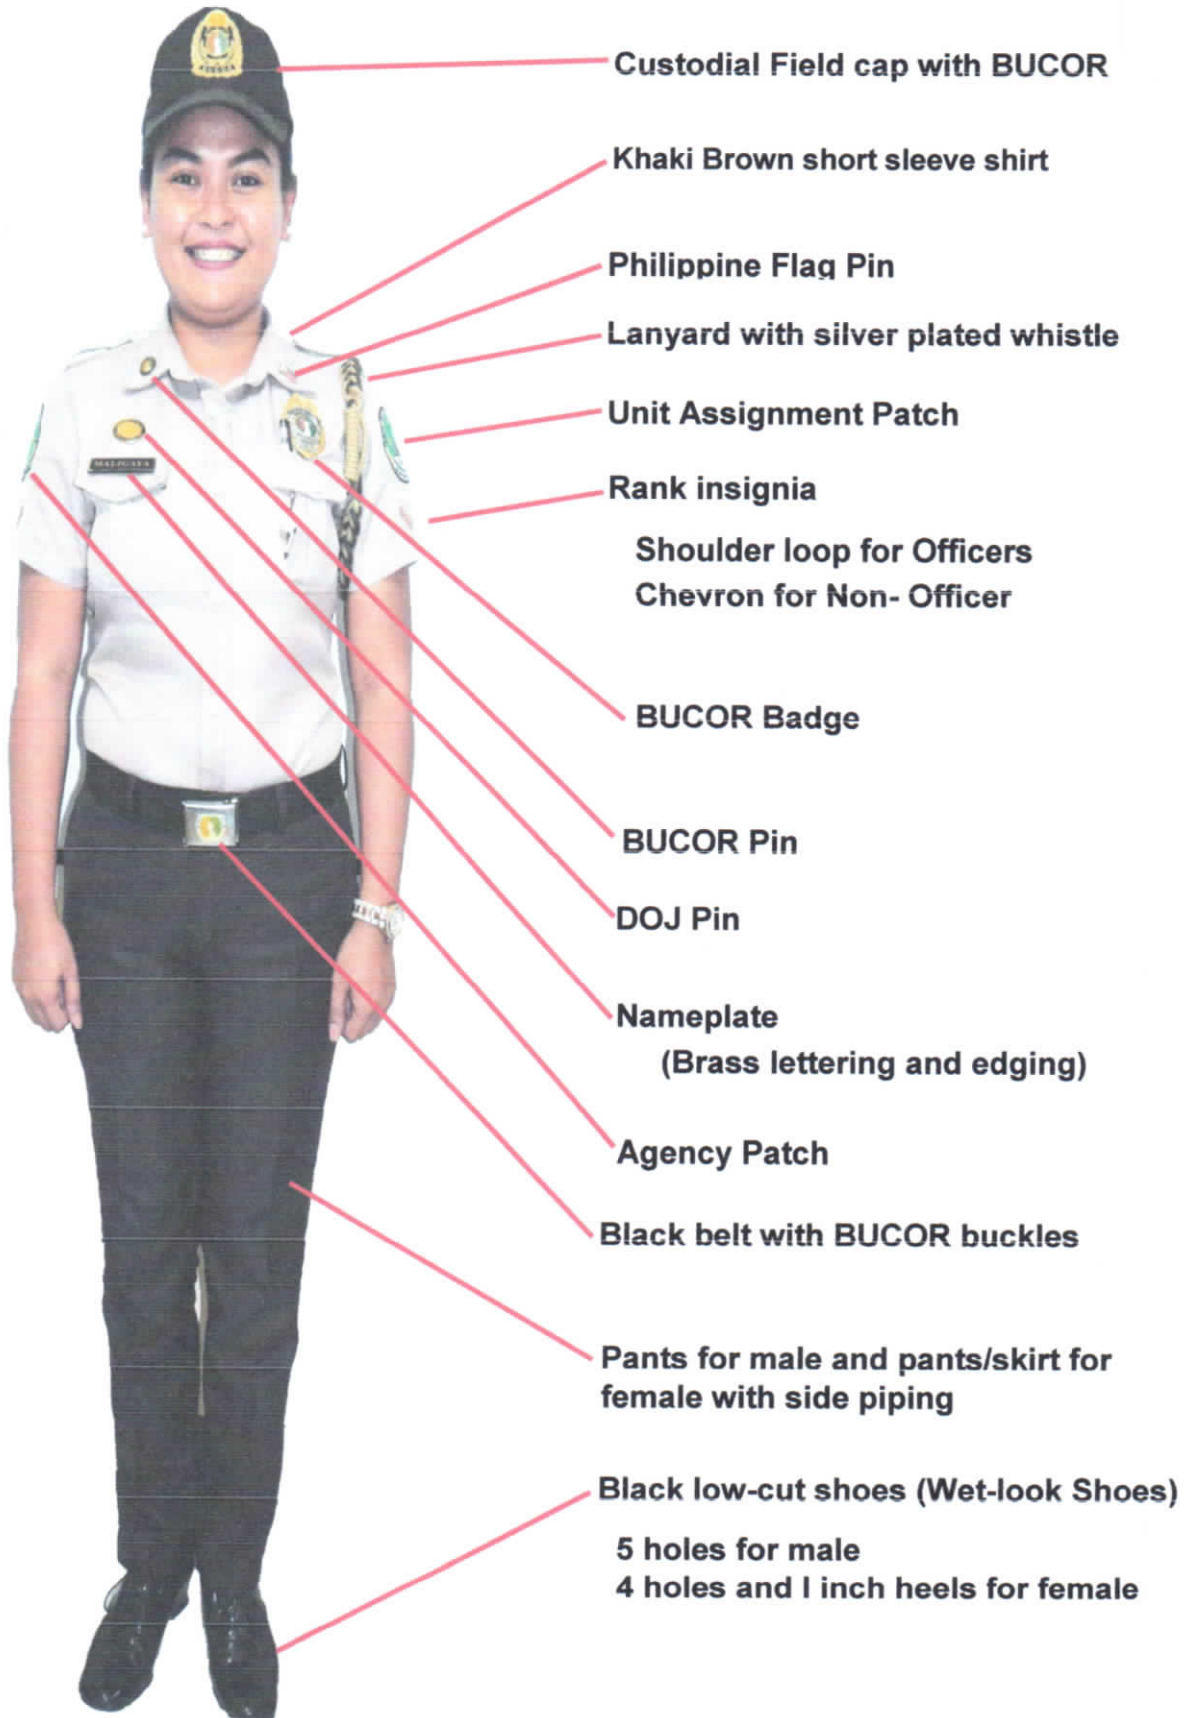 Custodial Field cap with BUCOR
Khaki Brown short sleeve shirt
Philippine Flag Pin
Lanyard with silver plated whistle
Unit Assignment Patch
Rank insignia
Shoulder loop for Officers
Chevron for Non- Officer
BUCOR Badge
BUCOR Pin
DOJ Pin
Nameplate
(Brass lettering and edging)
Agency Patch
Black belt with BUCOR buckles
Pants for male and pants/skirt for
female with side piping
Black low-cut shoes (Wet-look Shoes)
5 holes for male
4 holes and I inch heels for female
MALIGAYA